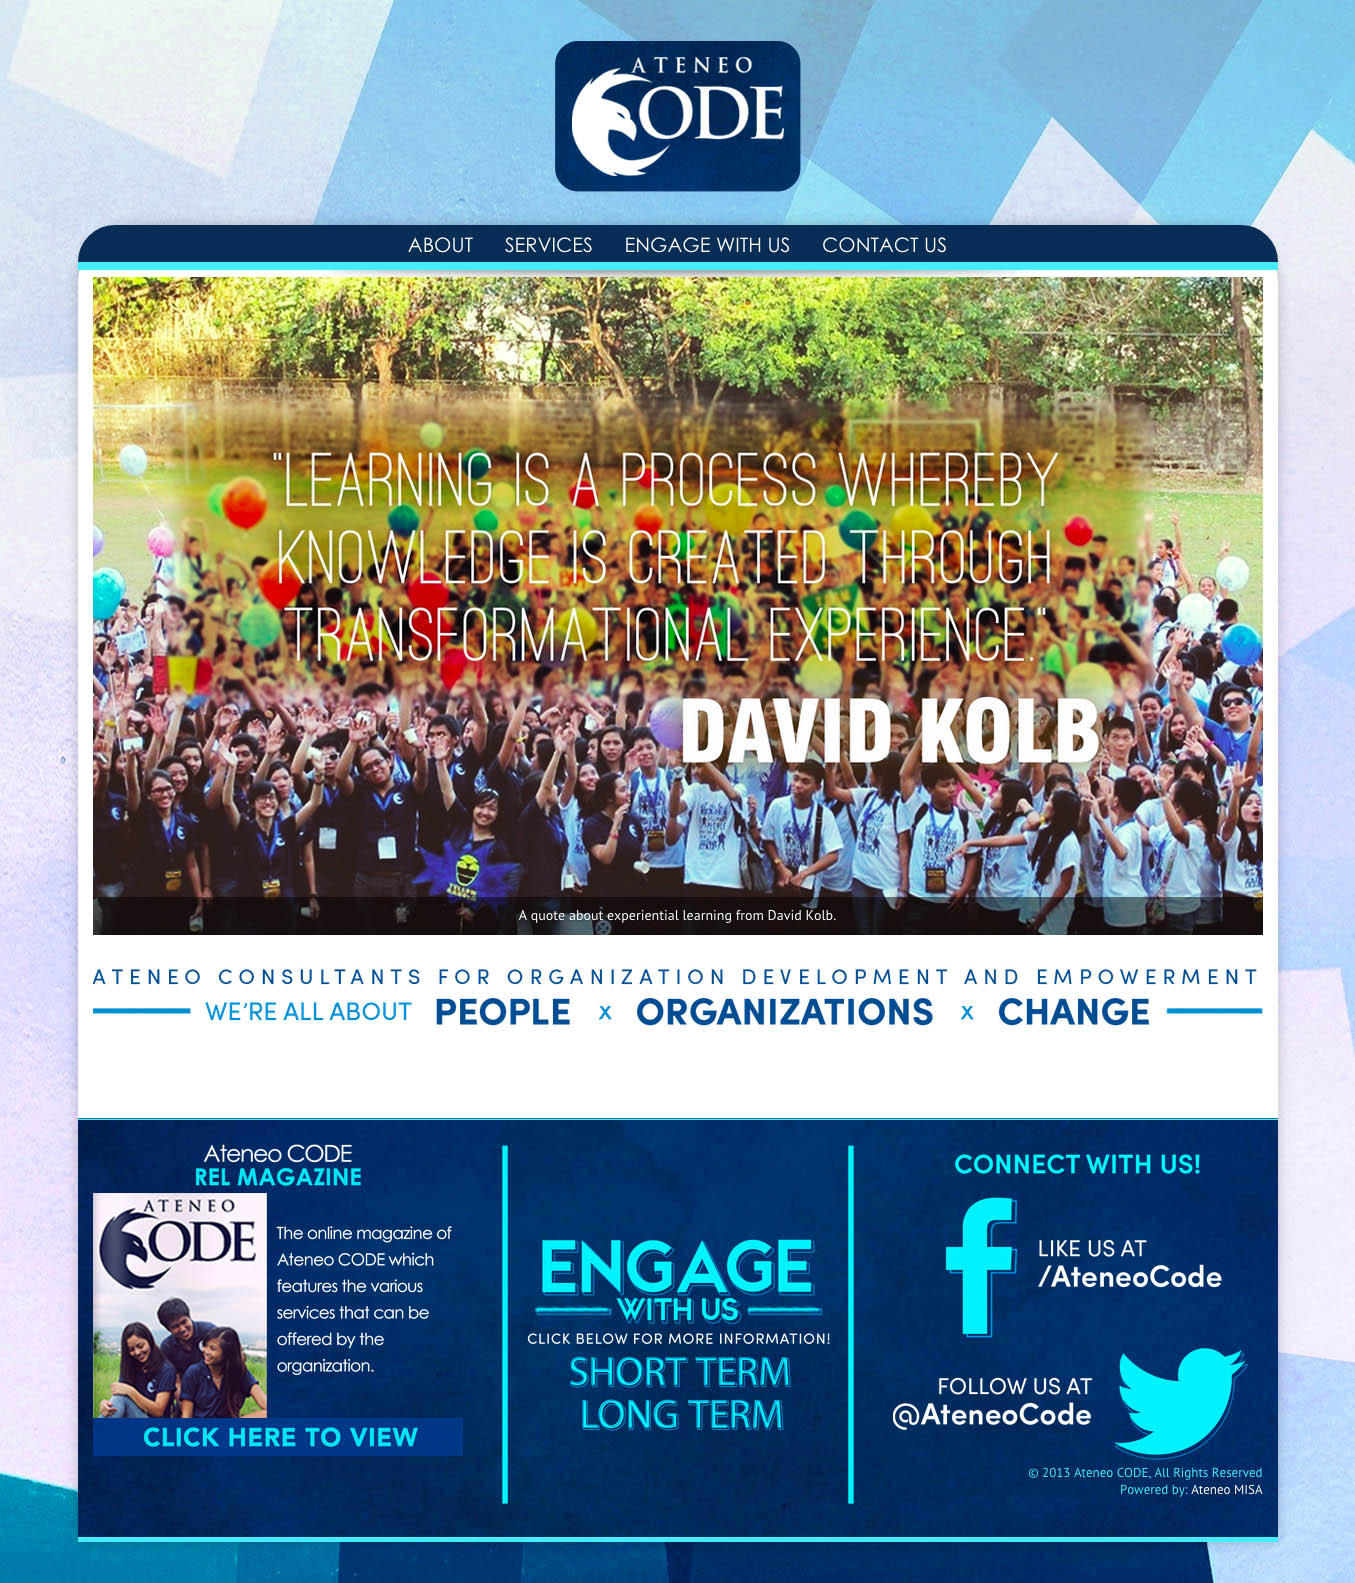 ATENEO
CODE
ABOUT SERVICES ENGAGE WITH US CONTACT US
"LEARNING IS A PROCESS WHEREBY
KNOWLEDGE IS CREATED THROUGH
TRANSFORMATIONAL EXPERIENCE."
DAVID KOLB
A quote about experiential learning from David Kolb.
ATENEO CONSULTANTS FOR ORGANIZATION DEVELOPMENT AND EMPOWERMENT
WE'RE ALL ABOUT PEOPLE x ORGANIZATIONS x CHANGE
Ateneo CODE
REL MAGAZINE
ATENEO
CODE
The online magazine of
Ateneo CODE which
features the various
services that can be
offered by the
organization.
CLICK HERE TO VIEW
ENGAGE
WITH US
CLICK BELOW FOR MORE INFORMATION!
SHORT TERM
LONG TERM
CONNECT WITH US!
LIKE US AT
/AteneoCode
FOLLOW US AT
@AteneoCode
© 2013 Ateneo CODE, All Rights Reserved
Powered by: Ateneo MISA